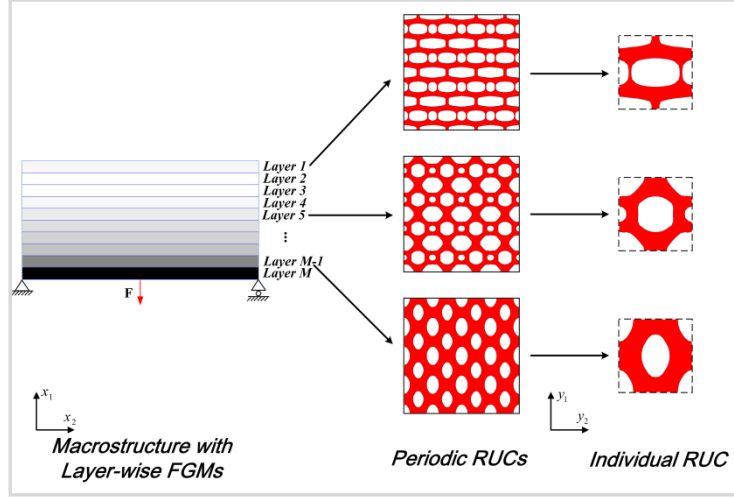 Layer 1
Layer 2
Layer 3
Layer 4
Layer 5
⋮
Layer M-1
Layer M
F
x₁
x₂
y₁
y₂
Macrostructure with
Layer-wise FGMs
Periodic RUCs
Individual RUC